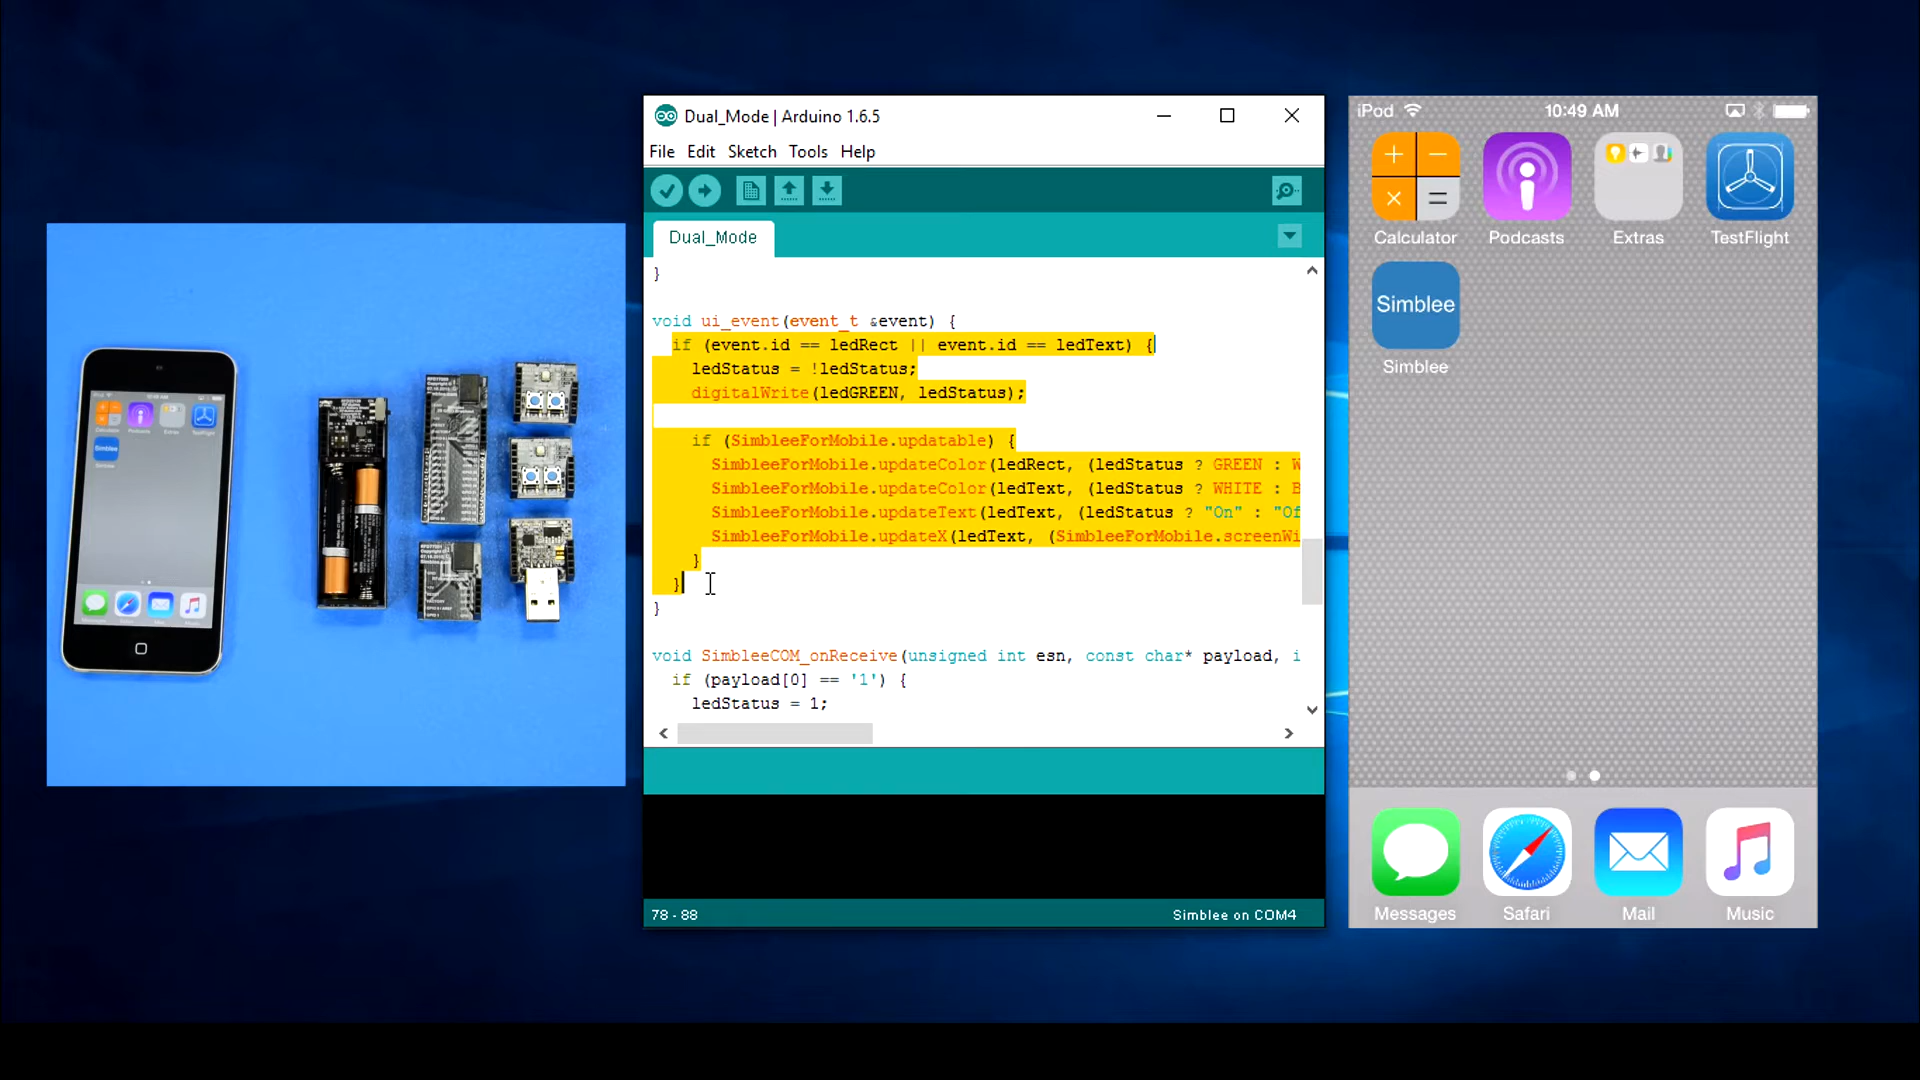 Dual_Mode | Arduino 1.6.5
File Edit Sketch Tools Help
Dual_Mode
}
void ui_event(event_t &event) {
if (event.id == ledRect || event.id == ledText) {
ledStatus = !ledStatus;
digitalWrite(ledGREEN, ledStatus);
if (SimbleeForMobile.updatable) {
SimbleeForMobile.updateColor(ledRect, (ledStatus ? GREEN : W
SimbleeForMobile.updateColor(ledText, (ledStatus ? WHITE : B
SimbleeForMobile.updateText(ledText, (ledStatus ? "On" : "Of
SimbleeForMobile.updateX(ledText, (SimbleeForMobile.screenWi
}
}
}
void SimbleeCOM_onReceive(unsigned int esn, const char* payload, i
if (payload[0] == '1') {
ledStatus = 1;
78 - 88
Simblee on COM4
iPod 10:49 AM
Calculator Podcasts Extras TestFlight
Simblee
Simblee
Messages Safari Mail Music